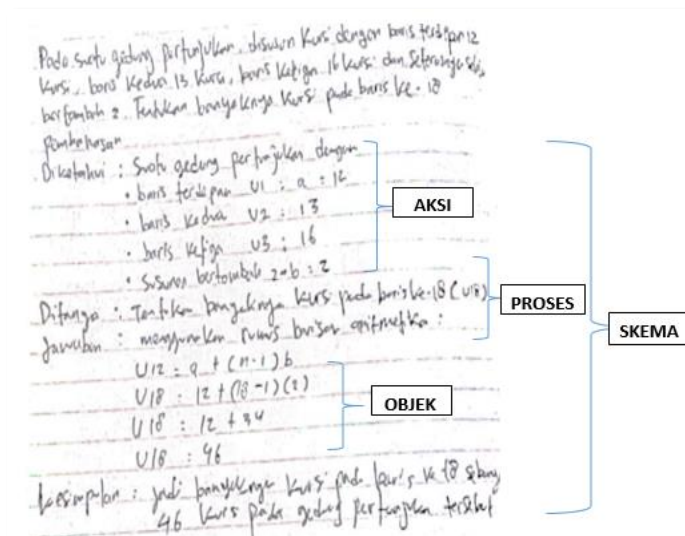 Pada suatu gedung pertunjukan, disusun kursi dengan baris terdepan 12
kursi, baris kedua 13 kursi, baris ketiga 16 kursi dan seterusnya selalu
bertambah 2. Tentukan banyaknya kursi pada baris ke-18
pembahasan
Diketahui : Suatu gedung pertunjukan dengan
• baris terdepan U1 : a = 12
• baris kedua U2 : 13
• baris ketiga U3 : 16
• susunan bertambah 2 = b : 2
AKSI
Ditanya : Tentukan banyaknya kursi pada baris ke-18 (U18)
Jawaban : menggunakan rumus barisan aritmetika :
PROSES
SKEMA
U12 : a + (n-1) b
U18 : 12 + (18-1)(2)
U18 : 12 + 34
U18 : 46
OBJEK
kesimpulan : jadi banyaknya kursi pada baris ke 18
46 kursi pada gedung pertunjukan tersebut